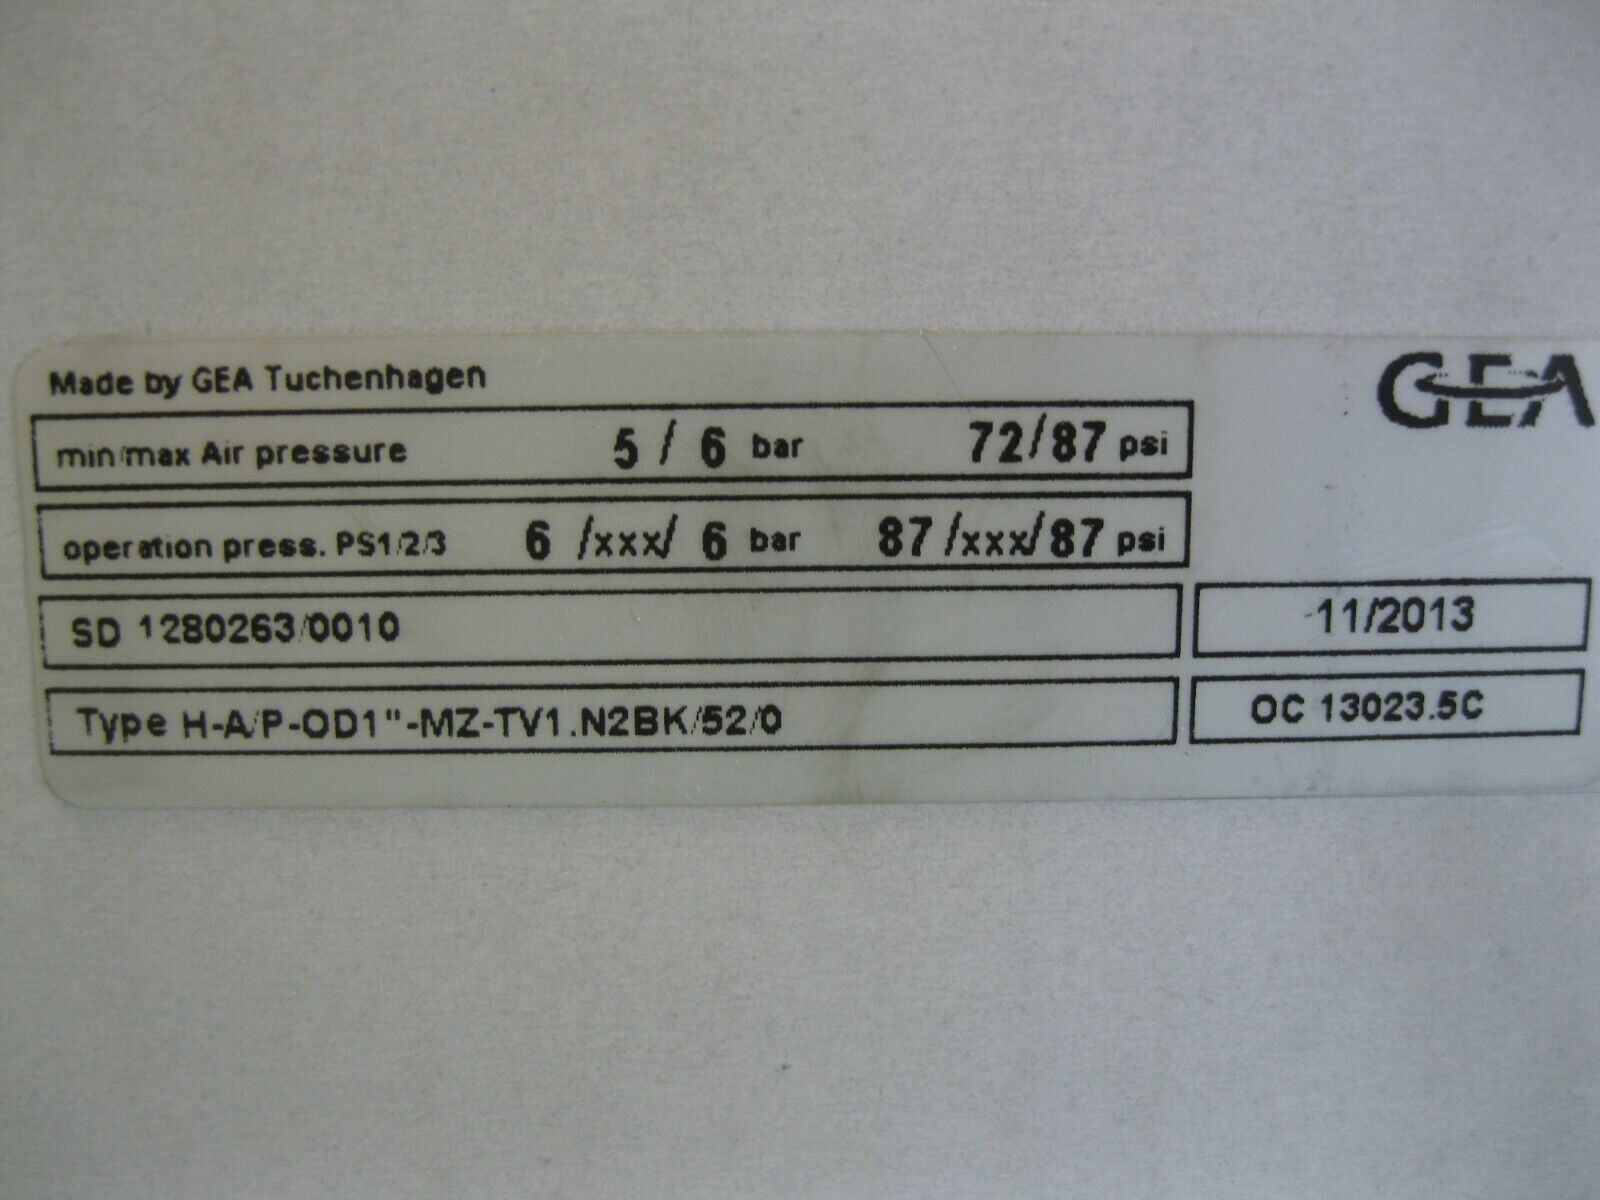 Made by GEA Tuchenhagen
GEA
min/max Air pressure 5 / 6 bar 72/87 psi
operation press. PS1/2/3 6 /xxx/ 6 bar 87/xxx/87 psi
SD 1280263/0010
11/2013
Type H-A/P-OD1"-MZ-TV1.N2BK/52/0
OC 13023.5C